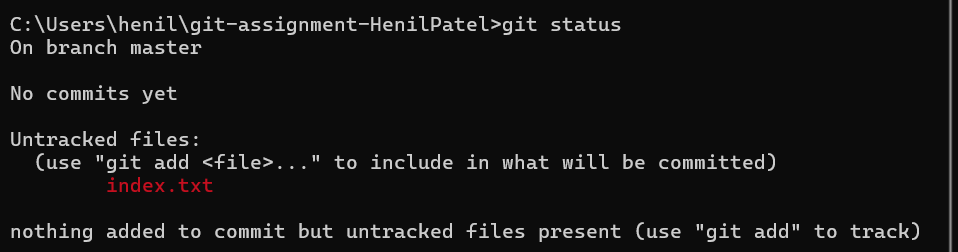 C:\Users\henil\git-assignment-HenilPatel>git status
On branch master
No commits yet
Untracked files:
  (use "git add <file>..." to include in what will be committed)
        index.txt
nothing added to commit but untracked files present (use "git add" to track)